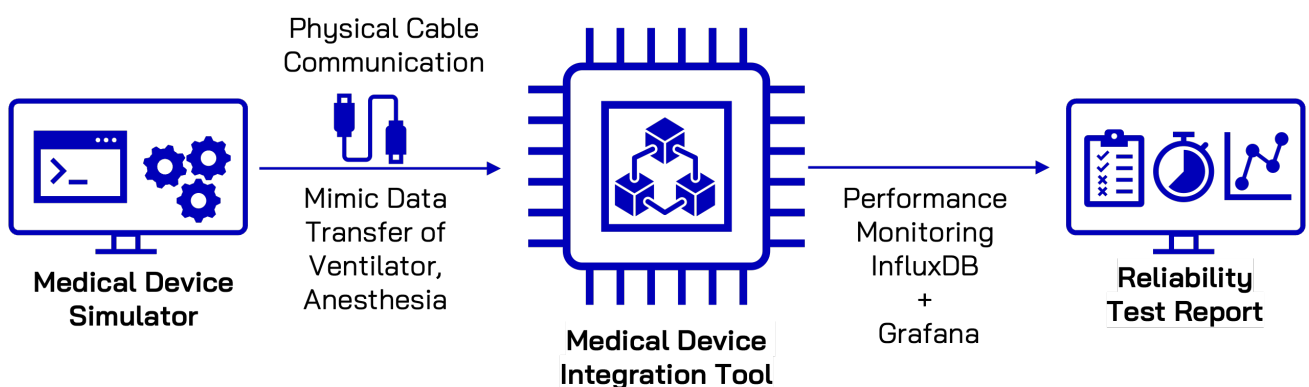 Physical Cable
Communication
Mimic Data
Transfer of
Ventilator,
Anesthesia
Medical Device
Simulator
Medical Device
Integration Tool
Performance
Monitoring
InfluxDB
+
Grafana
Reliability
Test Report